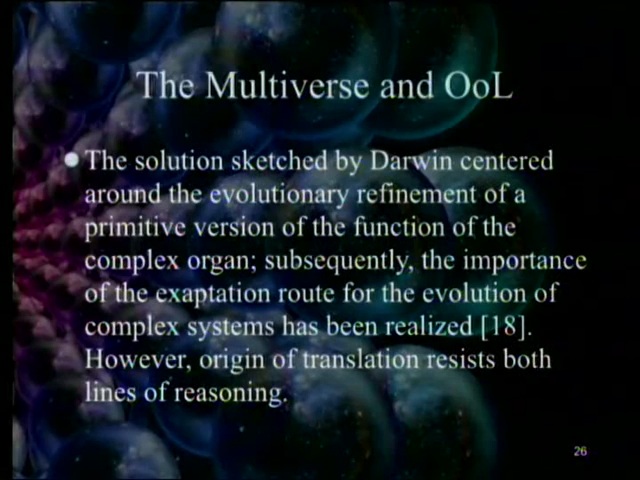 The Multiverse and OoL
The solution sketched by Darwin centered
around the evolutionary refinement of a
primitive version of the function of the
complex organ; subsequently, the importance
of the exaptation route for the evolution of
complex systems has been realized [18].
However, origin of translation resists both
lines of reasoning.
26